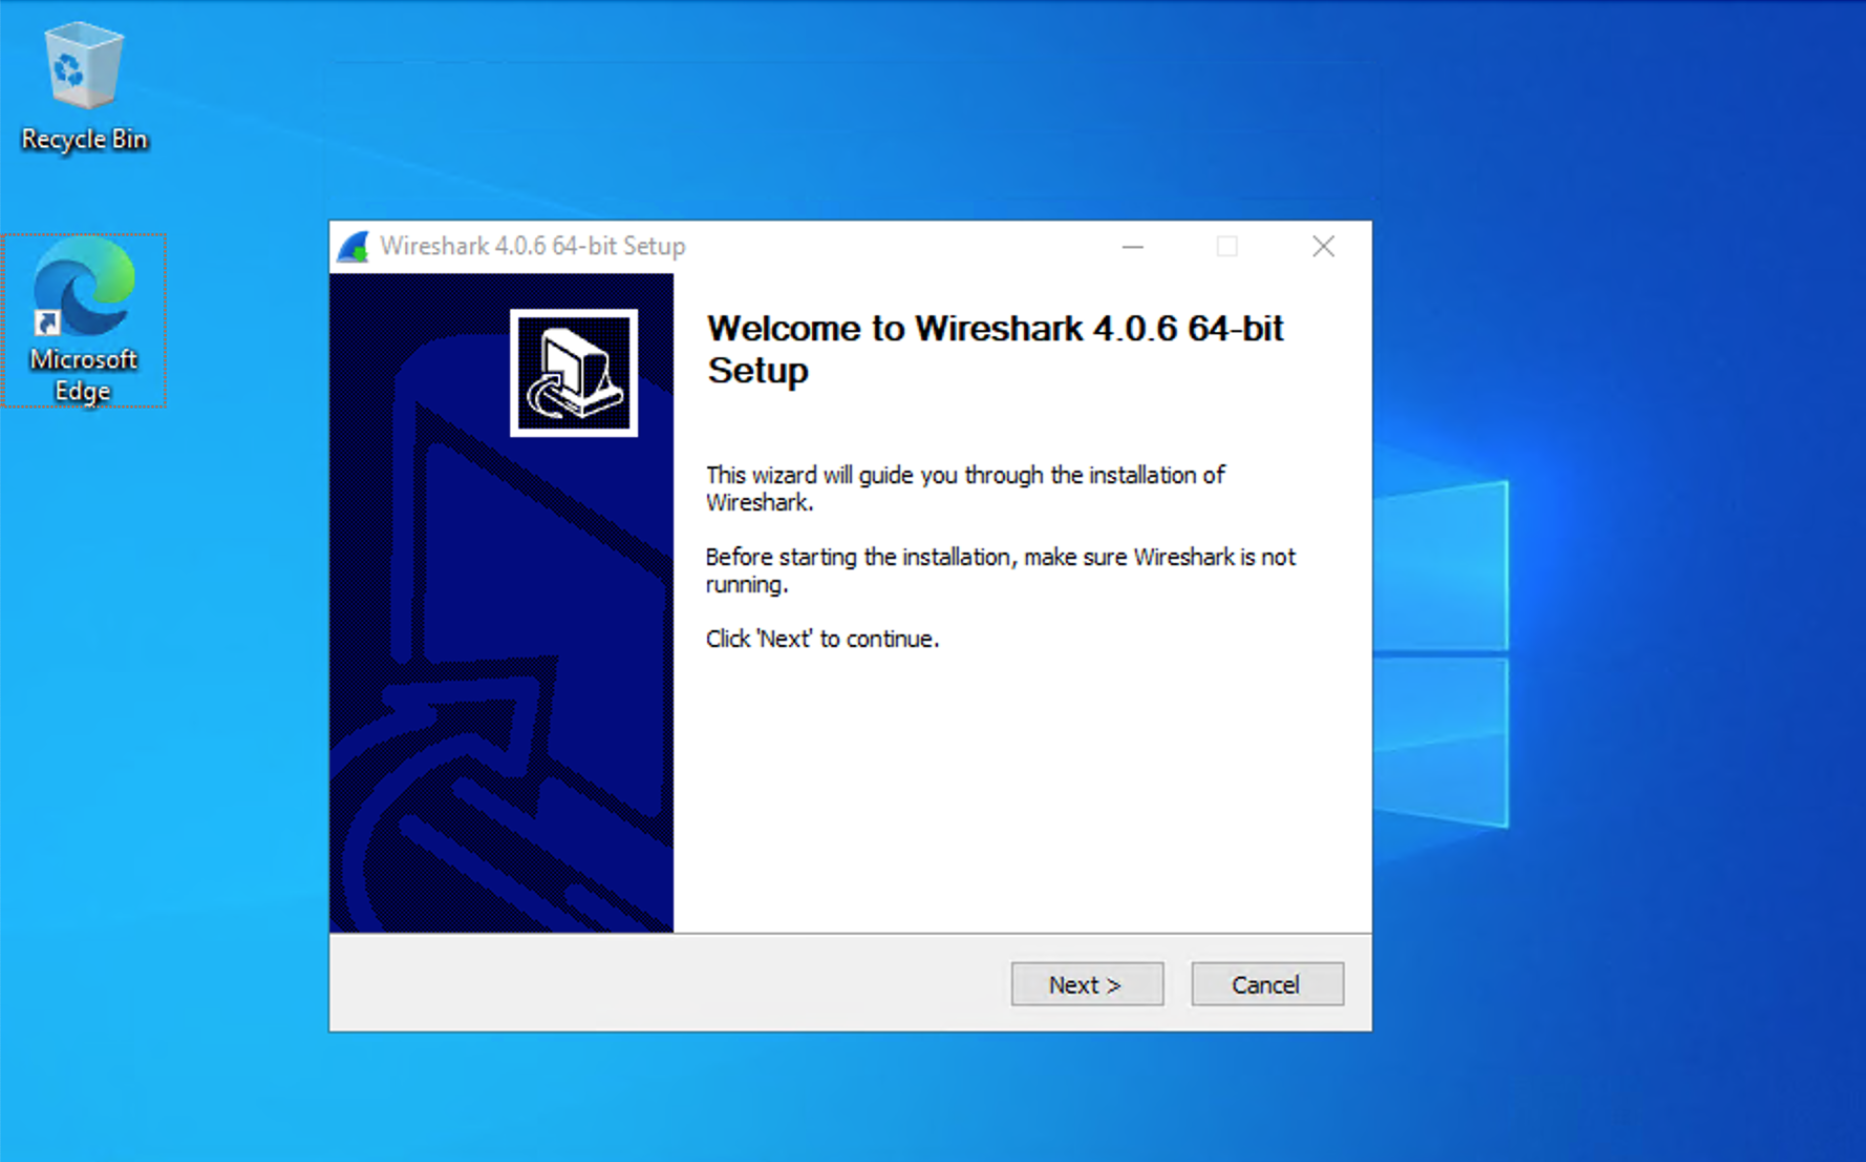 Recycle Bin
Microsoft
Edge
Wireshark 4.0.6 64-bit Setup
Welcome to Wireshark 4.0.6 64-bit
Setup
This wizard will guide you through the installation of
Wireshark.
Before starting the installation, make sure Wireshark is not
running.
Click 'Next' to continue.
Next >
Cancel